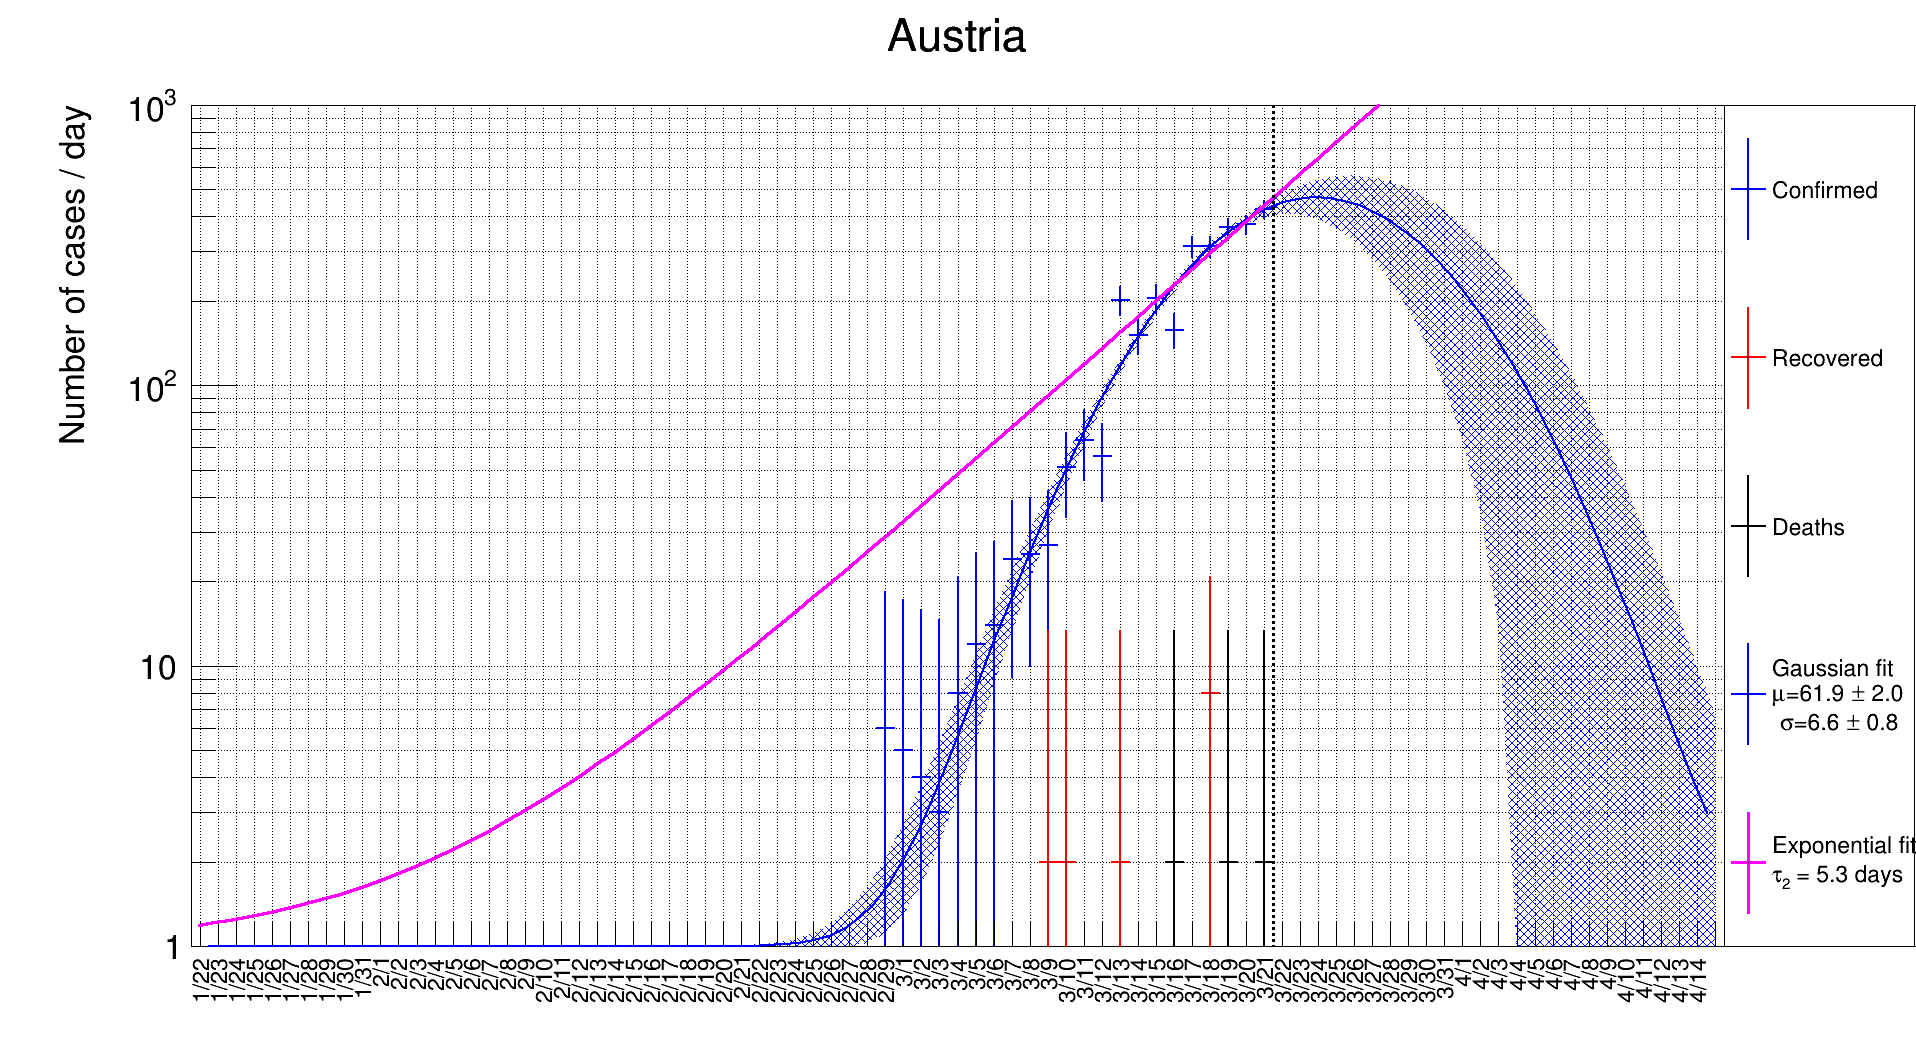 Austria
Number of cases / day
10³
10²
10
1
1/22 1/23 1/24 1/25 1/26 1/27 1/28 1/29 1/30 1/31 2/1 2/2 2/3 2/4 2/5 2/6 2/7 2/8 2/9 2/10 2/11 2/12 2/13 2/14 2/15 2/16 2/17 2/18 2/19 2/20 2/21 2/22 2/23 2/24 2/25 2/26 2/27 2/28 2/29 3/1 3/2 3/3 3/4 3/5 3/6 3/7 3/8 3/9 3/10 3/11 3/12 3/13 3/14 3/15 3/16 3/17 3/18 3/19 3/20 3/21 3/22 3/23 3/24 3/25 3/26 3/27 3/28 3/29 3/30 3/31 4/1 4/2 4/3 4/4 4/5 4/6 4/7 4/8 4/9 4/10 4/11 4/12 4/13 4/14
Confirmed
Recovered
Deaths
Gaussian fit
μ=61.9 ± 2.0
σ=6.6 ± 0.8
Exponential fit
τ₂ = 5.3 days